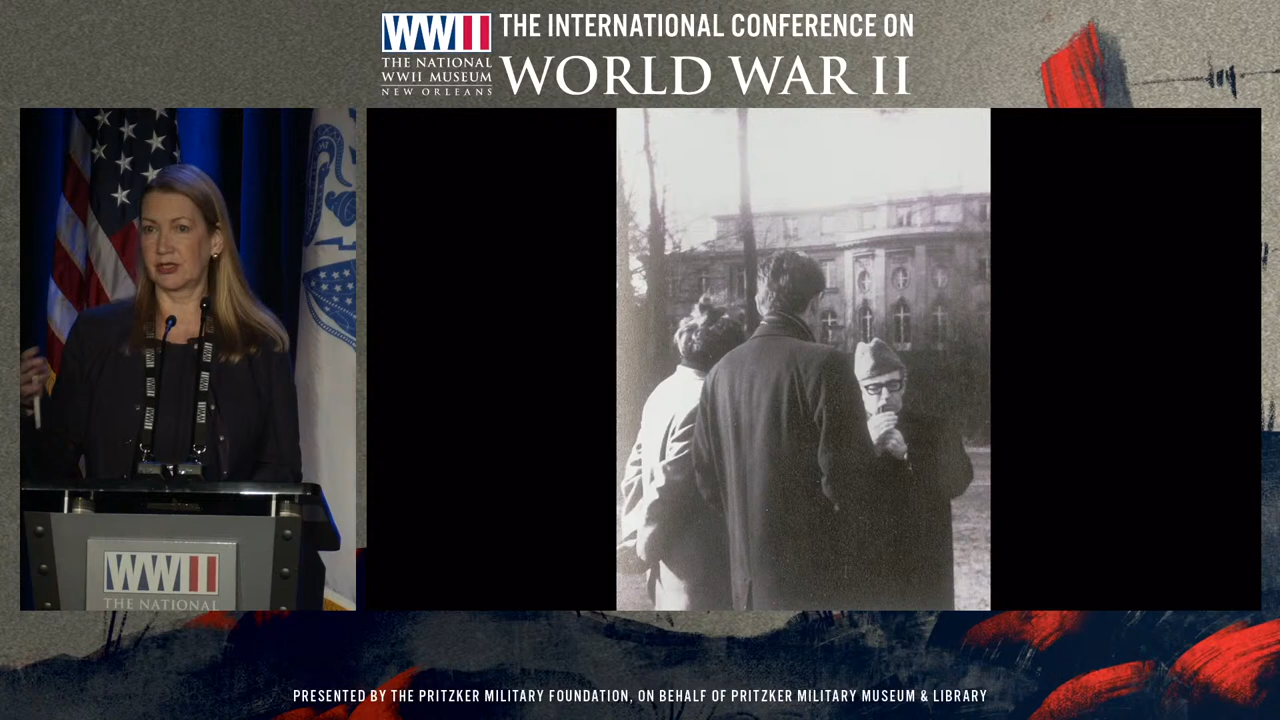 WWII
THE NATIONAL
WWII MUSEUM
NEW ORLEANS
THE INTERNATIONAL CONFERENCE ON
WORLD WAR II
WWII
THE NATIONAL
PRESENTED BY THE PRITZKER MILITARY FOUNDATION, ON BEHALF OF PRITZKER MILITARY MUSEUM & LIBRARY